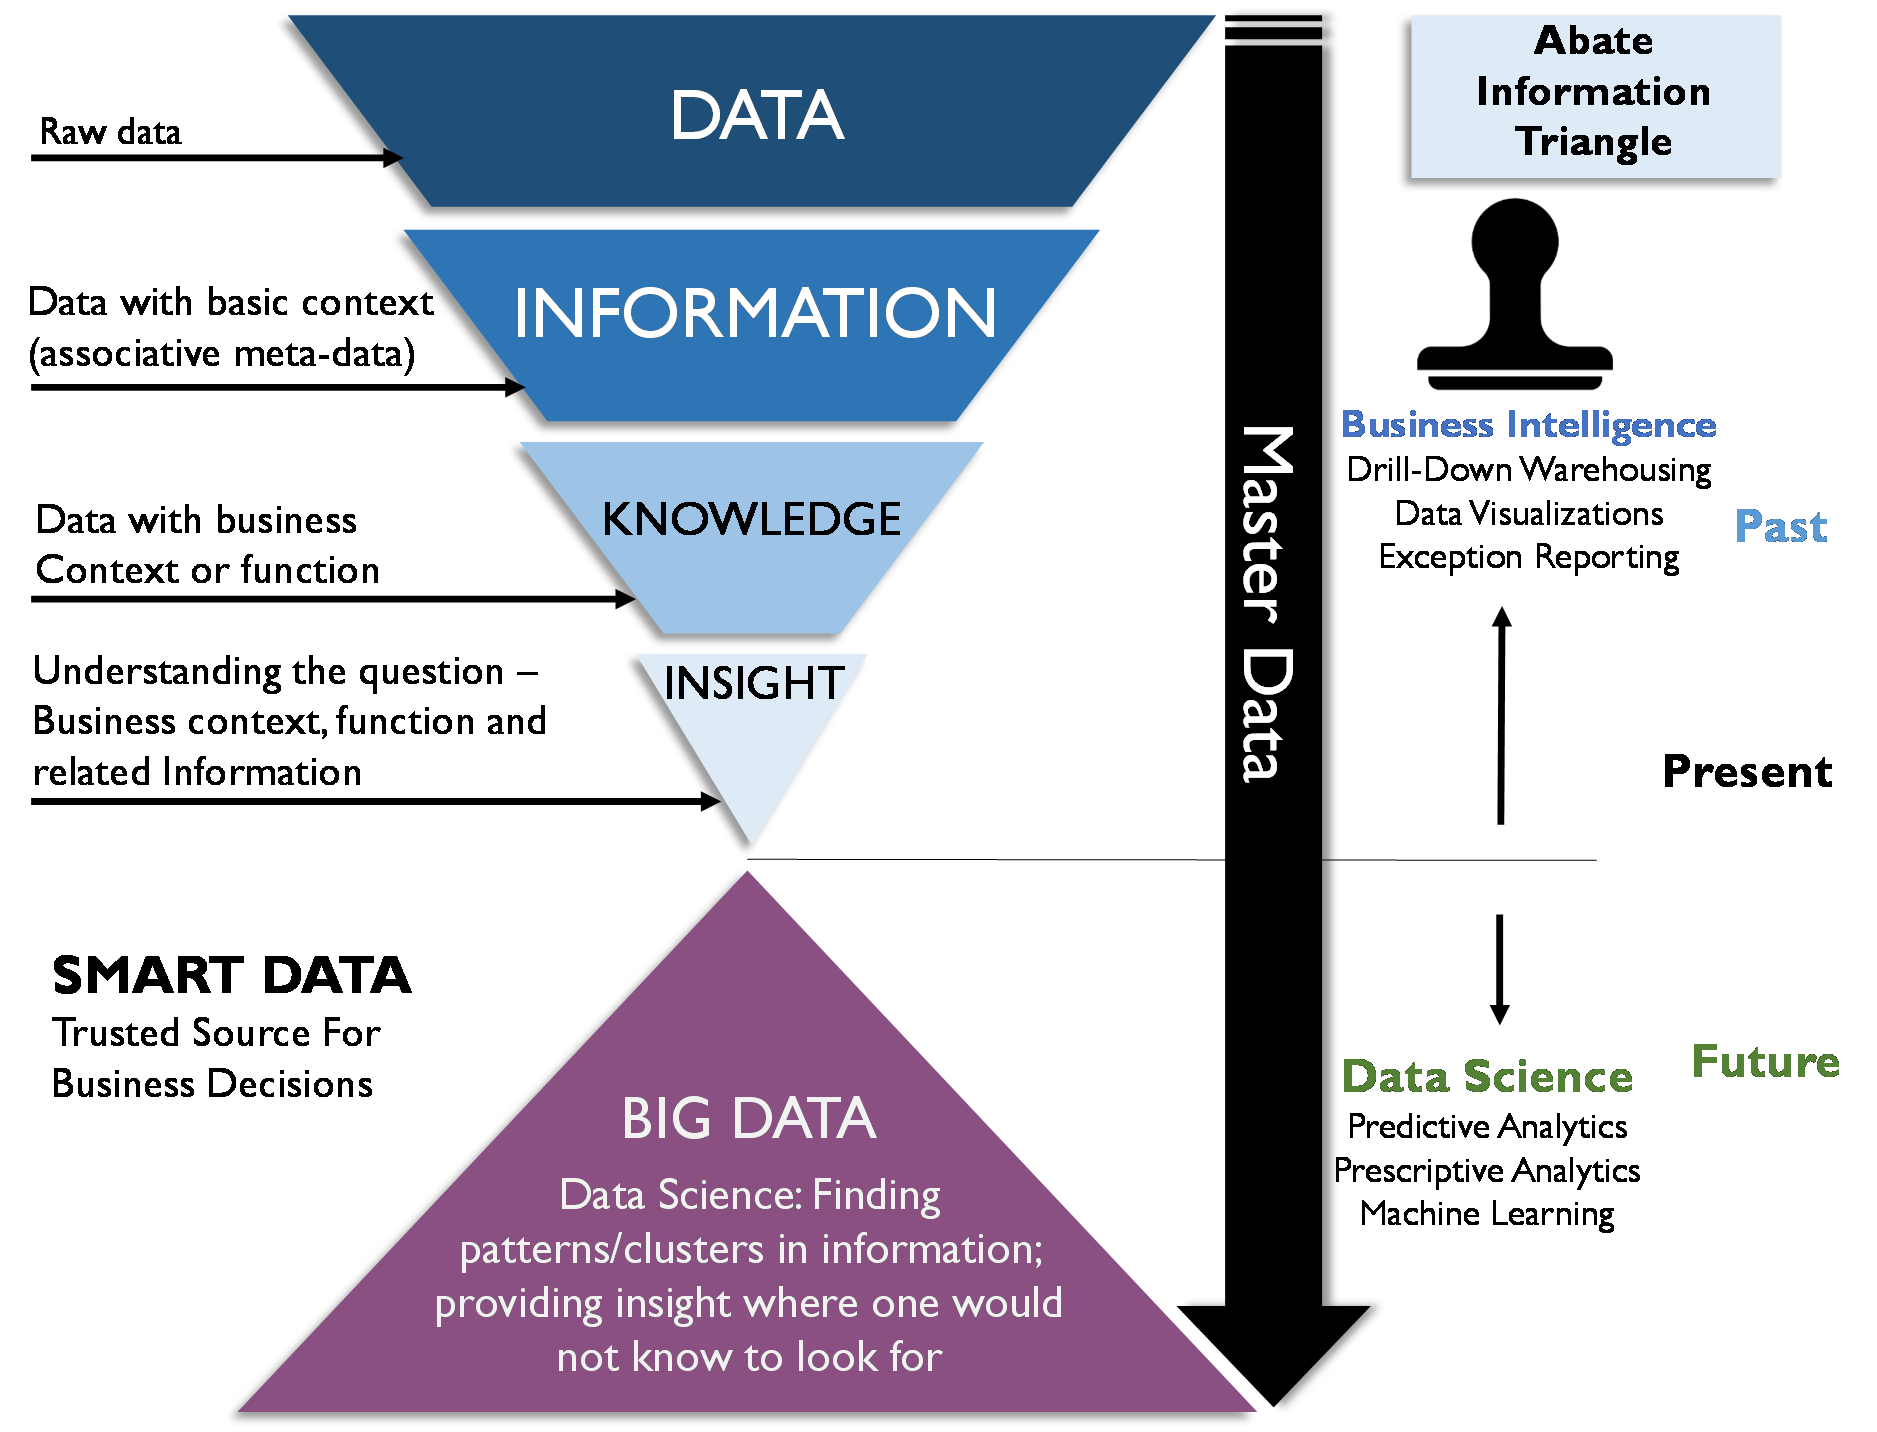 DATA
Abate
Information
Triangle
Raw data
INFORMATION
Data with basic context
(associative meta-data)
Business Intelligence
Drill-Down Warehousing
Data Visualizations
Exception Reporting
Past
KNOWLEDGE
Data with business
Context or function
Master Data
INSIGHT
Understanding the question –
Business context, function and
related Information
Present
SMART DATA
Trusted Source For
Business Decisions
Future
Data Science
Predictive Analytics
Prescriptive Analytics
Machine Learning
BIG DATA
Data Science: Finding
patterns/clusters in information;
providing insight where one would
not know to look for